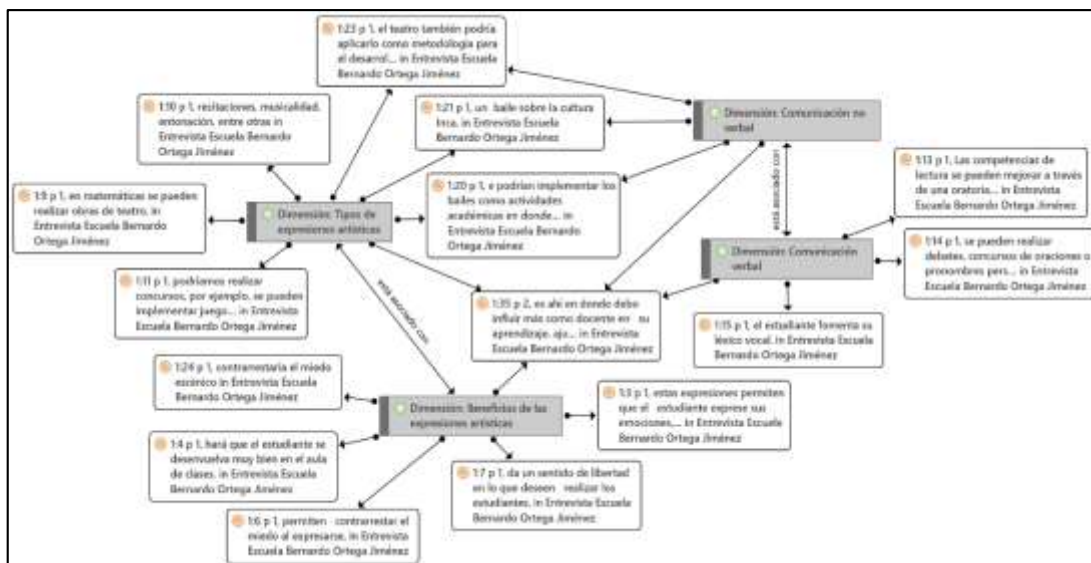 1:23 p 1, el teatro también podría
aplicarlo como metodología para
el desarrol... in Entrevista Escuela
Bernardo Ortega Jiménez
1:10 p 1, recitaciones, musicalidad,
entonación, entre otras in
Entrevista Escuela Bernardo
Ortega Jiménez
1:21 p 1, un baile sobre la cultura
Inca, in Entrevista Escuela
Bernardo Ortega Jiménez
Dimensión: Comunicación no
verbal
1:13 p 1, Las competencias de
lectura se pueden mejorar a través
de una oratoria... in Entrevista
Escuela Bernardo Ortega Jiménez
1:9 p 1, en matemáticas se pueden
realizar obras de teatro, in
Entrevista Escuela Bernardo
Ortega Jiménez
Dimensión: Tipos de
expresiones artísticas
1:20 p 1, e podrían implementar los
bailes como actividades
académicas en donde... in
Entrevista Escuela Bernardo
Ortega Jiménez
está asociado con
Dimensión: Comunicación
verbal
1:14 p 1, se pueden realizar
debates, concursos de oraciones o
pronombres pers... in Entrevista
Escuela Bernardo Ortega Jiménez
1:11 p 1, podríamos realizar
concursos, por ejemplo, se pueden
implementar juego... in Entrevista
Escuela Bernardo Ortega Jiménez
está asociado con
1:35 p 2, es ahí en donde debo
influir más como docente en su
aprendizaje, aju... in Entrevista
Escuela Bernardo Ortega Jiménez
1:15 p 1, el estudiante fomenta su
léxico vocal, in Entrevista Escuela
Bernardo Ortega Jiménez
1:24 p 1, contrarrestaría el miedo
escénico in Entrevista Escuela
Bernardo Ortega Jiménez
Dimensión: Beneficios de las
expresiones artísticas
1:3 p 1, estas expresiones permiten
que el estudiante exprese sus
emociones,... in Entrevista Escuela
Bernardo Ortega Jiménez
1:4 p 1, hará que el estudiante se
desenvuelva muy bien en el aula
de clases, in Entrevista Escuela
Bernardo Ortega Jiménez
1:7 p 1, da un sentido de libertad
en lo que deseen realizar los
estudiantes, in Entrevista Escuela
Bernardo Ortega Jiménez
1:6 p 1, permiten contrarrestar el
miedo al expresarse, in Entrevista
Escuela Bernardo Ortega Jiménez